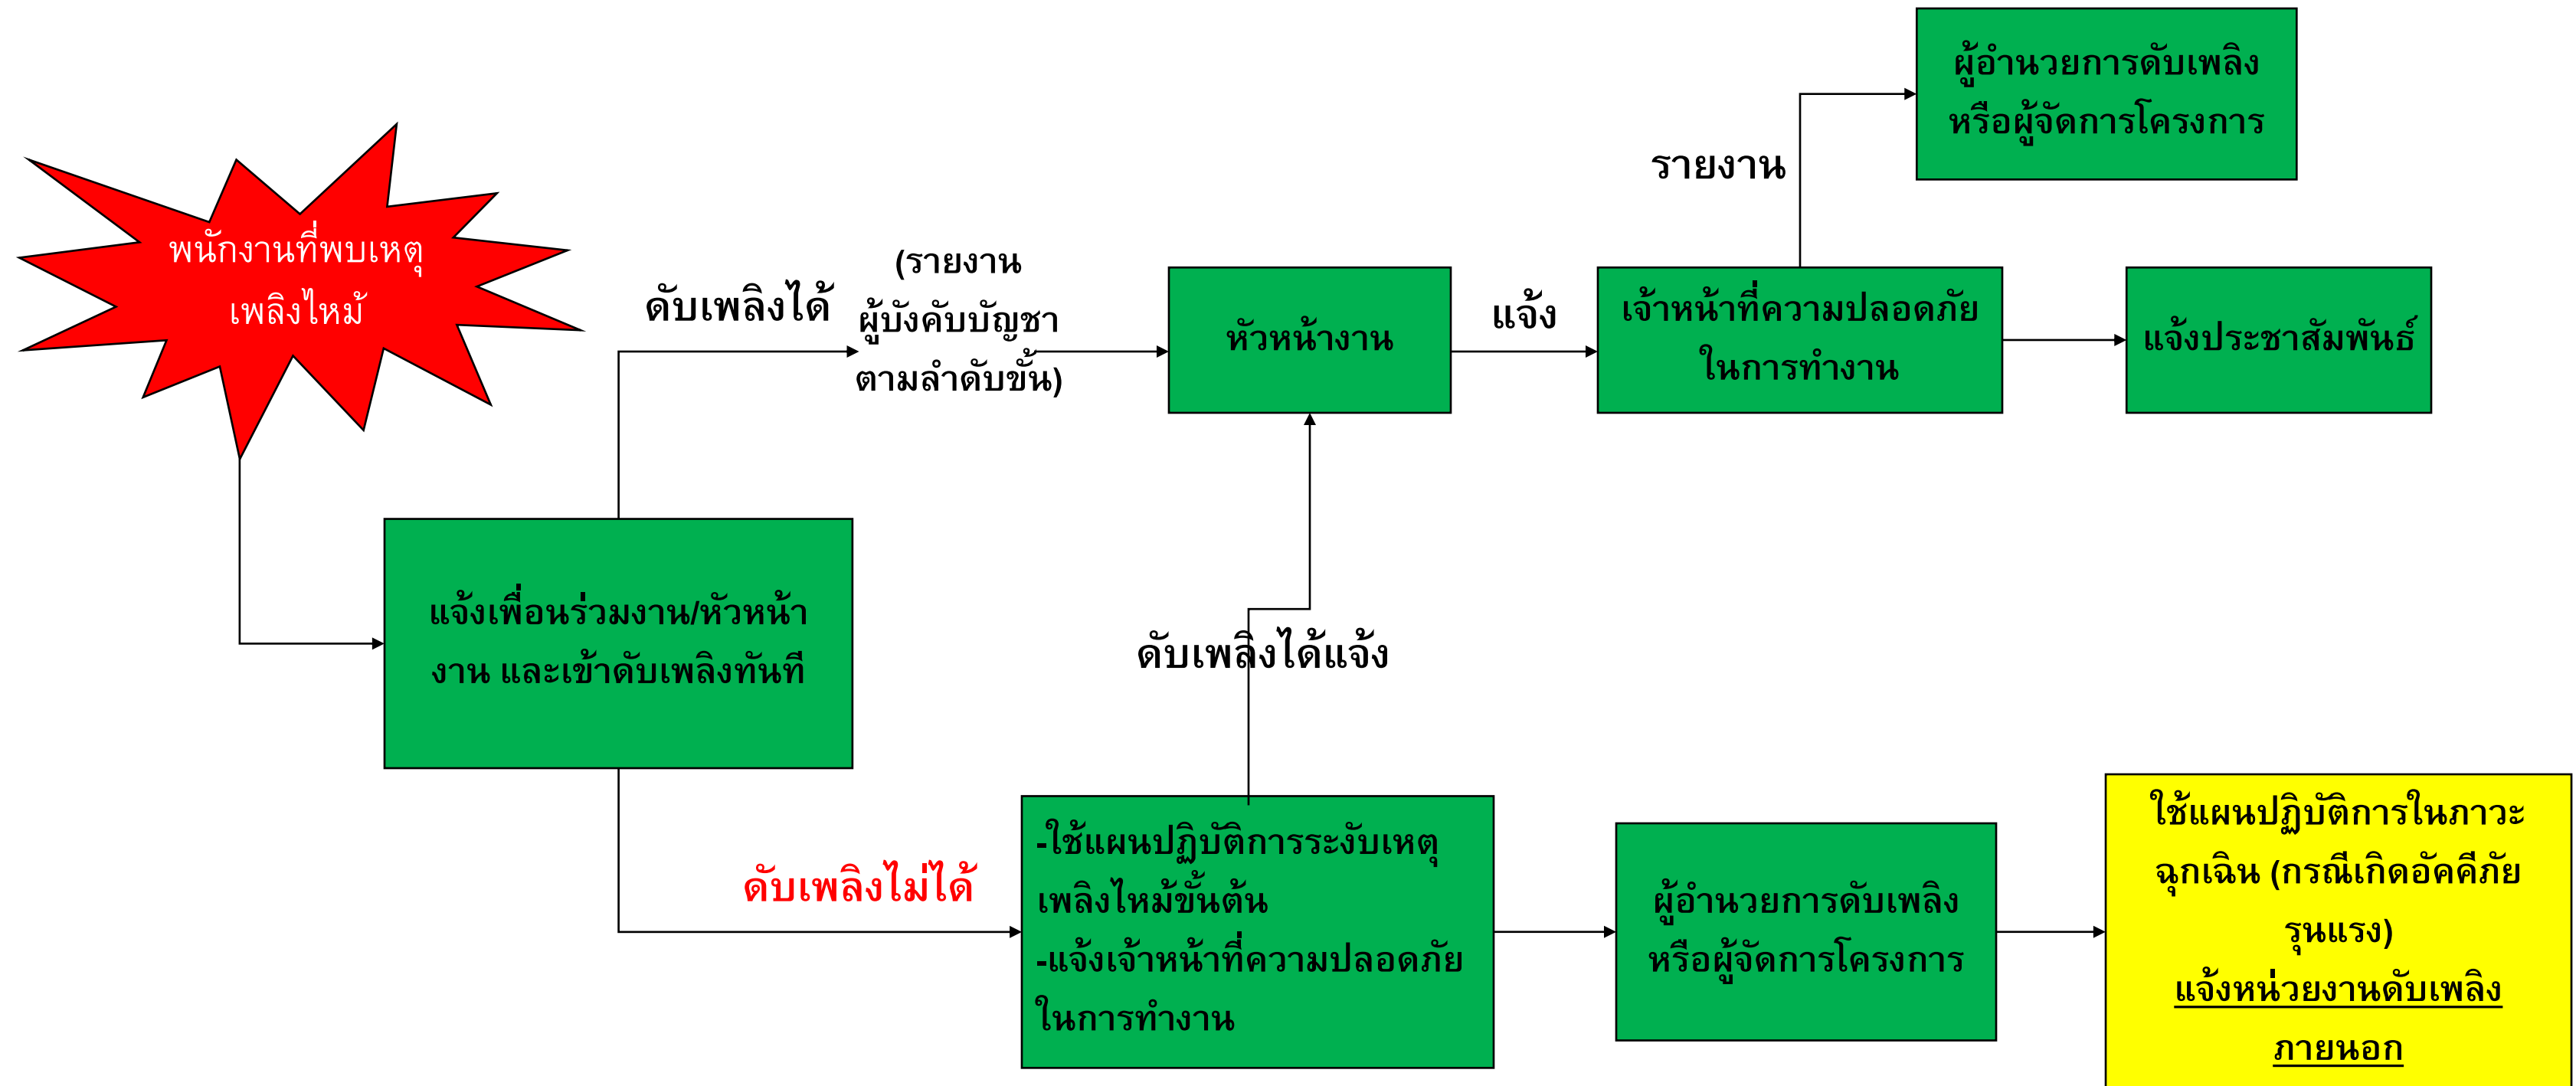 ผู้อำนวยการดับเพลิง
หรือผู้จัดการโครงการ
รายงาน
พนักงานที่พบเหตุ
เพลิงไหม้
ดับเพลิงได้
(รายงาน
ผู้บังคับบัญชา
ตามลำดับขั้น)
หัวหน้างาน
แจ้ง
เจ้าหน้าที่ความปลอดภัย
ในการทำงาน
แจ้งประชาสัมพันธ์
แจ้งเพื่อนร่วมงาน/หัวหน้า
งาน และเข้าดับเพลิงทันที
ดับเพลิงได้แจ้ง
ดับเพลิงไม่ได้
-ใช้แผนปฏิบัติการระงับเหตุ
เพลิงไหม้ขั้นต้น
-แจ้งเจ้าหน้าที่ความปลอดภัย
ในการทำงาน
ผู้อำนวยการดับเพลิง
หรือผู้จัดการโครงการ
ใช้แผนปฏิบัติการในภาวะ
ฉุกเฉิน (กรณีเกิดอัคคีภัย
รุนแรง)
แจ้งหน่วยงานดับเพลิง
ภายนอก